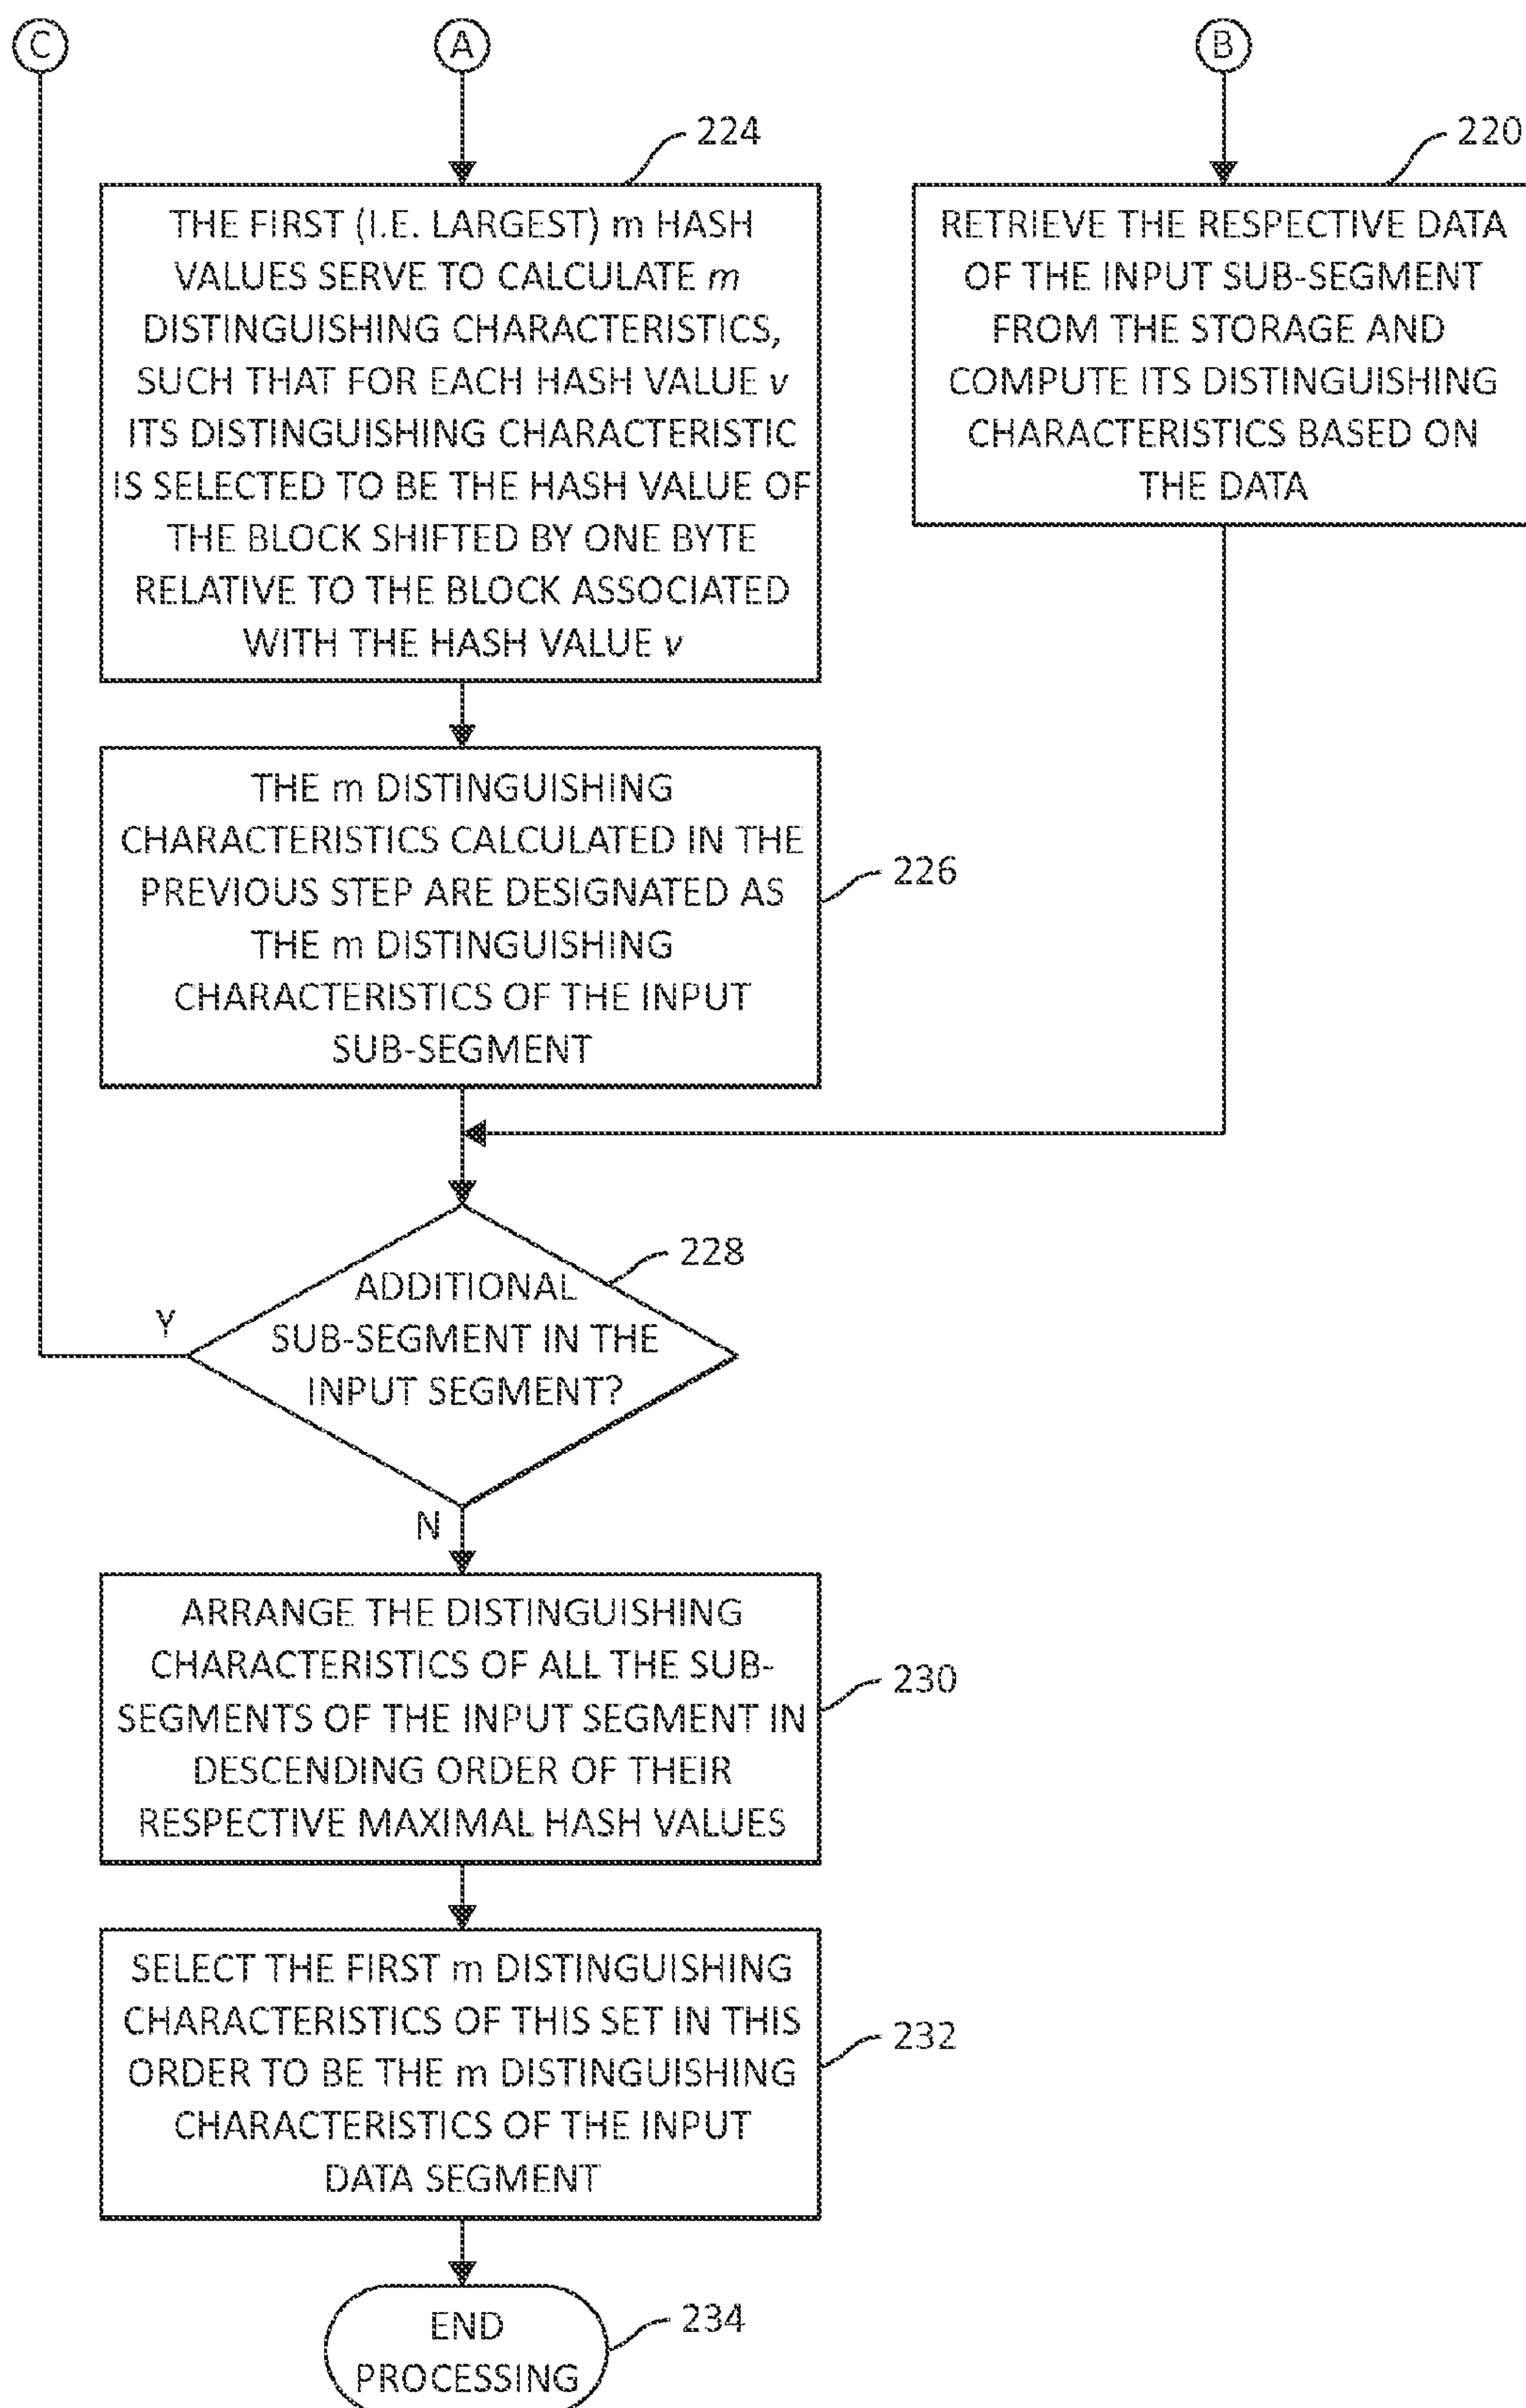 C
A
B
224
THE FIRST (I.E. LARGEST) m HASH
VALUES SERVE TO CALCULATE m
DISTINGUISHING CHARACTERISTICS,
SUCH THAT FOR EACH HASH VALUE v
ITS DISTINGUISHING CHARACTERISTIC
IS SELECTED TO BE THE HASH VALUE OF
THE BLOCK SHIFTED BY ONE BYTE
RELATIVE TO THE BLOCK ASSOCIATED
WITH THE HASH VALUE v
220
RETRIEVE THE RESPECTIVE DATA
OF THE INPUT SUB-SEGMENT
FROM THE STORAGE AND
COMPUTE ITS DISTINGUISHING
CHARACTERISTICS BASED ON
THE DATA
THE m DISTINGUISHING
CHARACTERISTICS CALCULATED IN THE
PREVIOUS STEP ARE DESIGNATED AS
THE m DISTINGUISHING
CHARACTERISTICS OF THE INPUT
SUB-SEGMENT
226
228
ADDITIONAL
SUB-SEGMENT IN THE
INPUT SEGMENT?
Y
N
ARRANGE THE DISTINGUISHING
CHARACTERISTICS OF ALL THE SUB-
SEGMENTS OF THE INPUT SEGMENT IN
DESCENDING ORDER OF THEIR
RESPECTIVE MAXIMAL HASH VALUES
230
SELECT THE FIRST m DISTINGUISHING
CHARACTERISTICS OF THIS SET IN THIS
ORDER TO BE THE m DISTINGUISHING
CHARACTERISTICS OF THE INPUT
DATA SEGMENT
232
END
PROCESSING
234